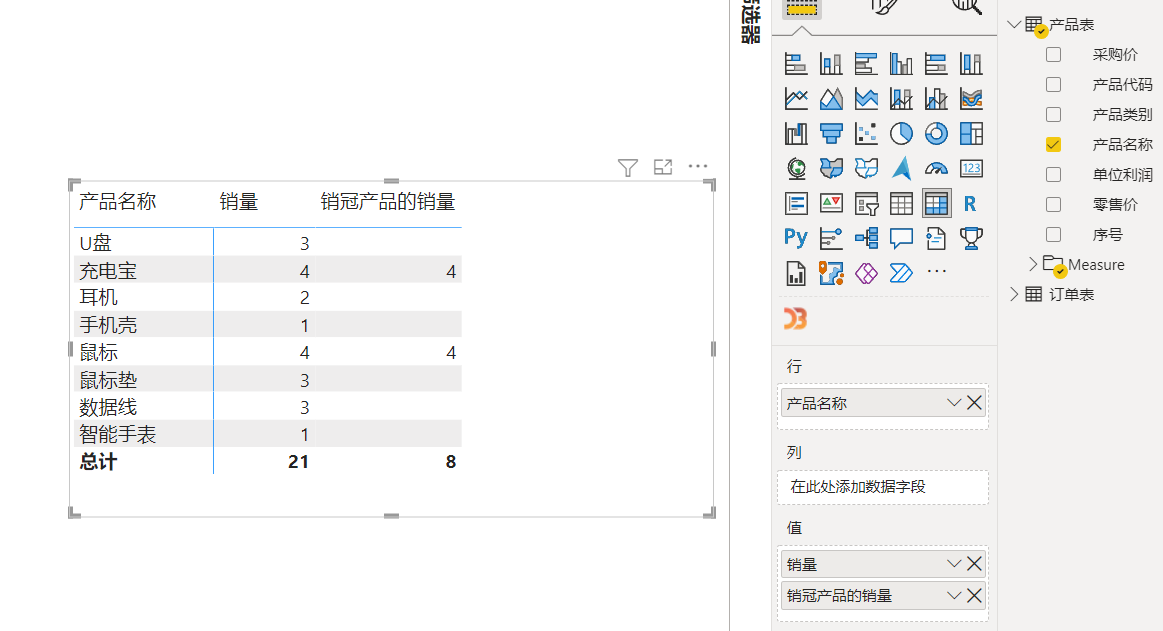 筛选器
产品名称 销量 销冠产品的销量
U盘 3
充电宝 4 4
耳机 2
手机壳 1
鼠标 4 4
鼠标垫 3
数据线 3
智能手表 1
总计 21 8
123
R
Py
行
产品名称
列
在此处添加数据字段
值
销量
销冠产品的销量
产品表
采购价
产品代码
产品类别
产品名称
单位利润
零售价
序号
Measure
订单表